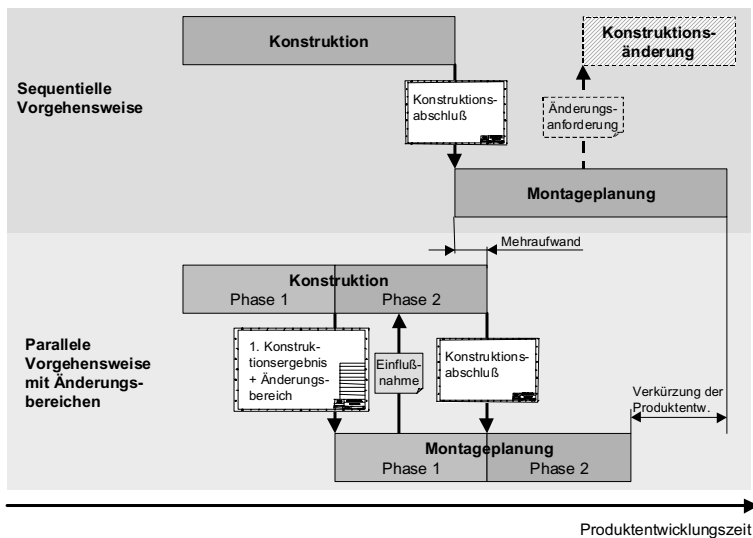 Konstruktion
Konstruktions-
änderung
Sequentielle
Vorgehensweise
Konstruktions-
abschluß
Änderungs-
anforderung
Montageplanung
Mehraufwand
Konstruktion
Phase 1
Phase 2
Parallele
Vorgehensweise
mit Änderungs-
bereichen
1. Konstruk-
tionsergebnis
+ Änderungs-
bereich
Einfluß-
nahme
Konstruktions-
abschluß
Verkürzung der
Produktentw.
Montageplanung
Phase 1
Phase 2
Produktentwicklungszeit